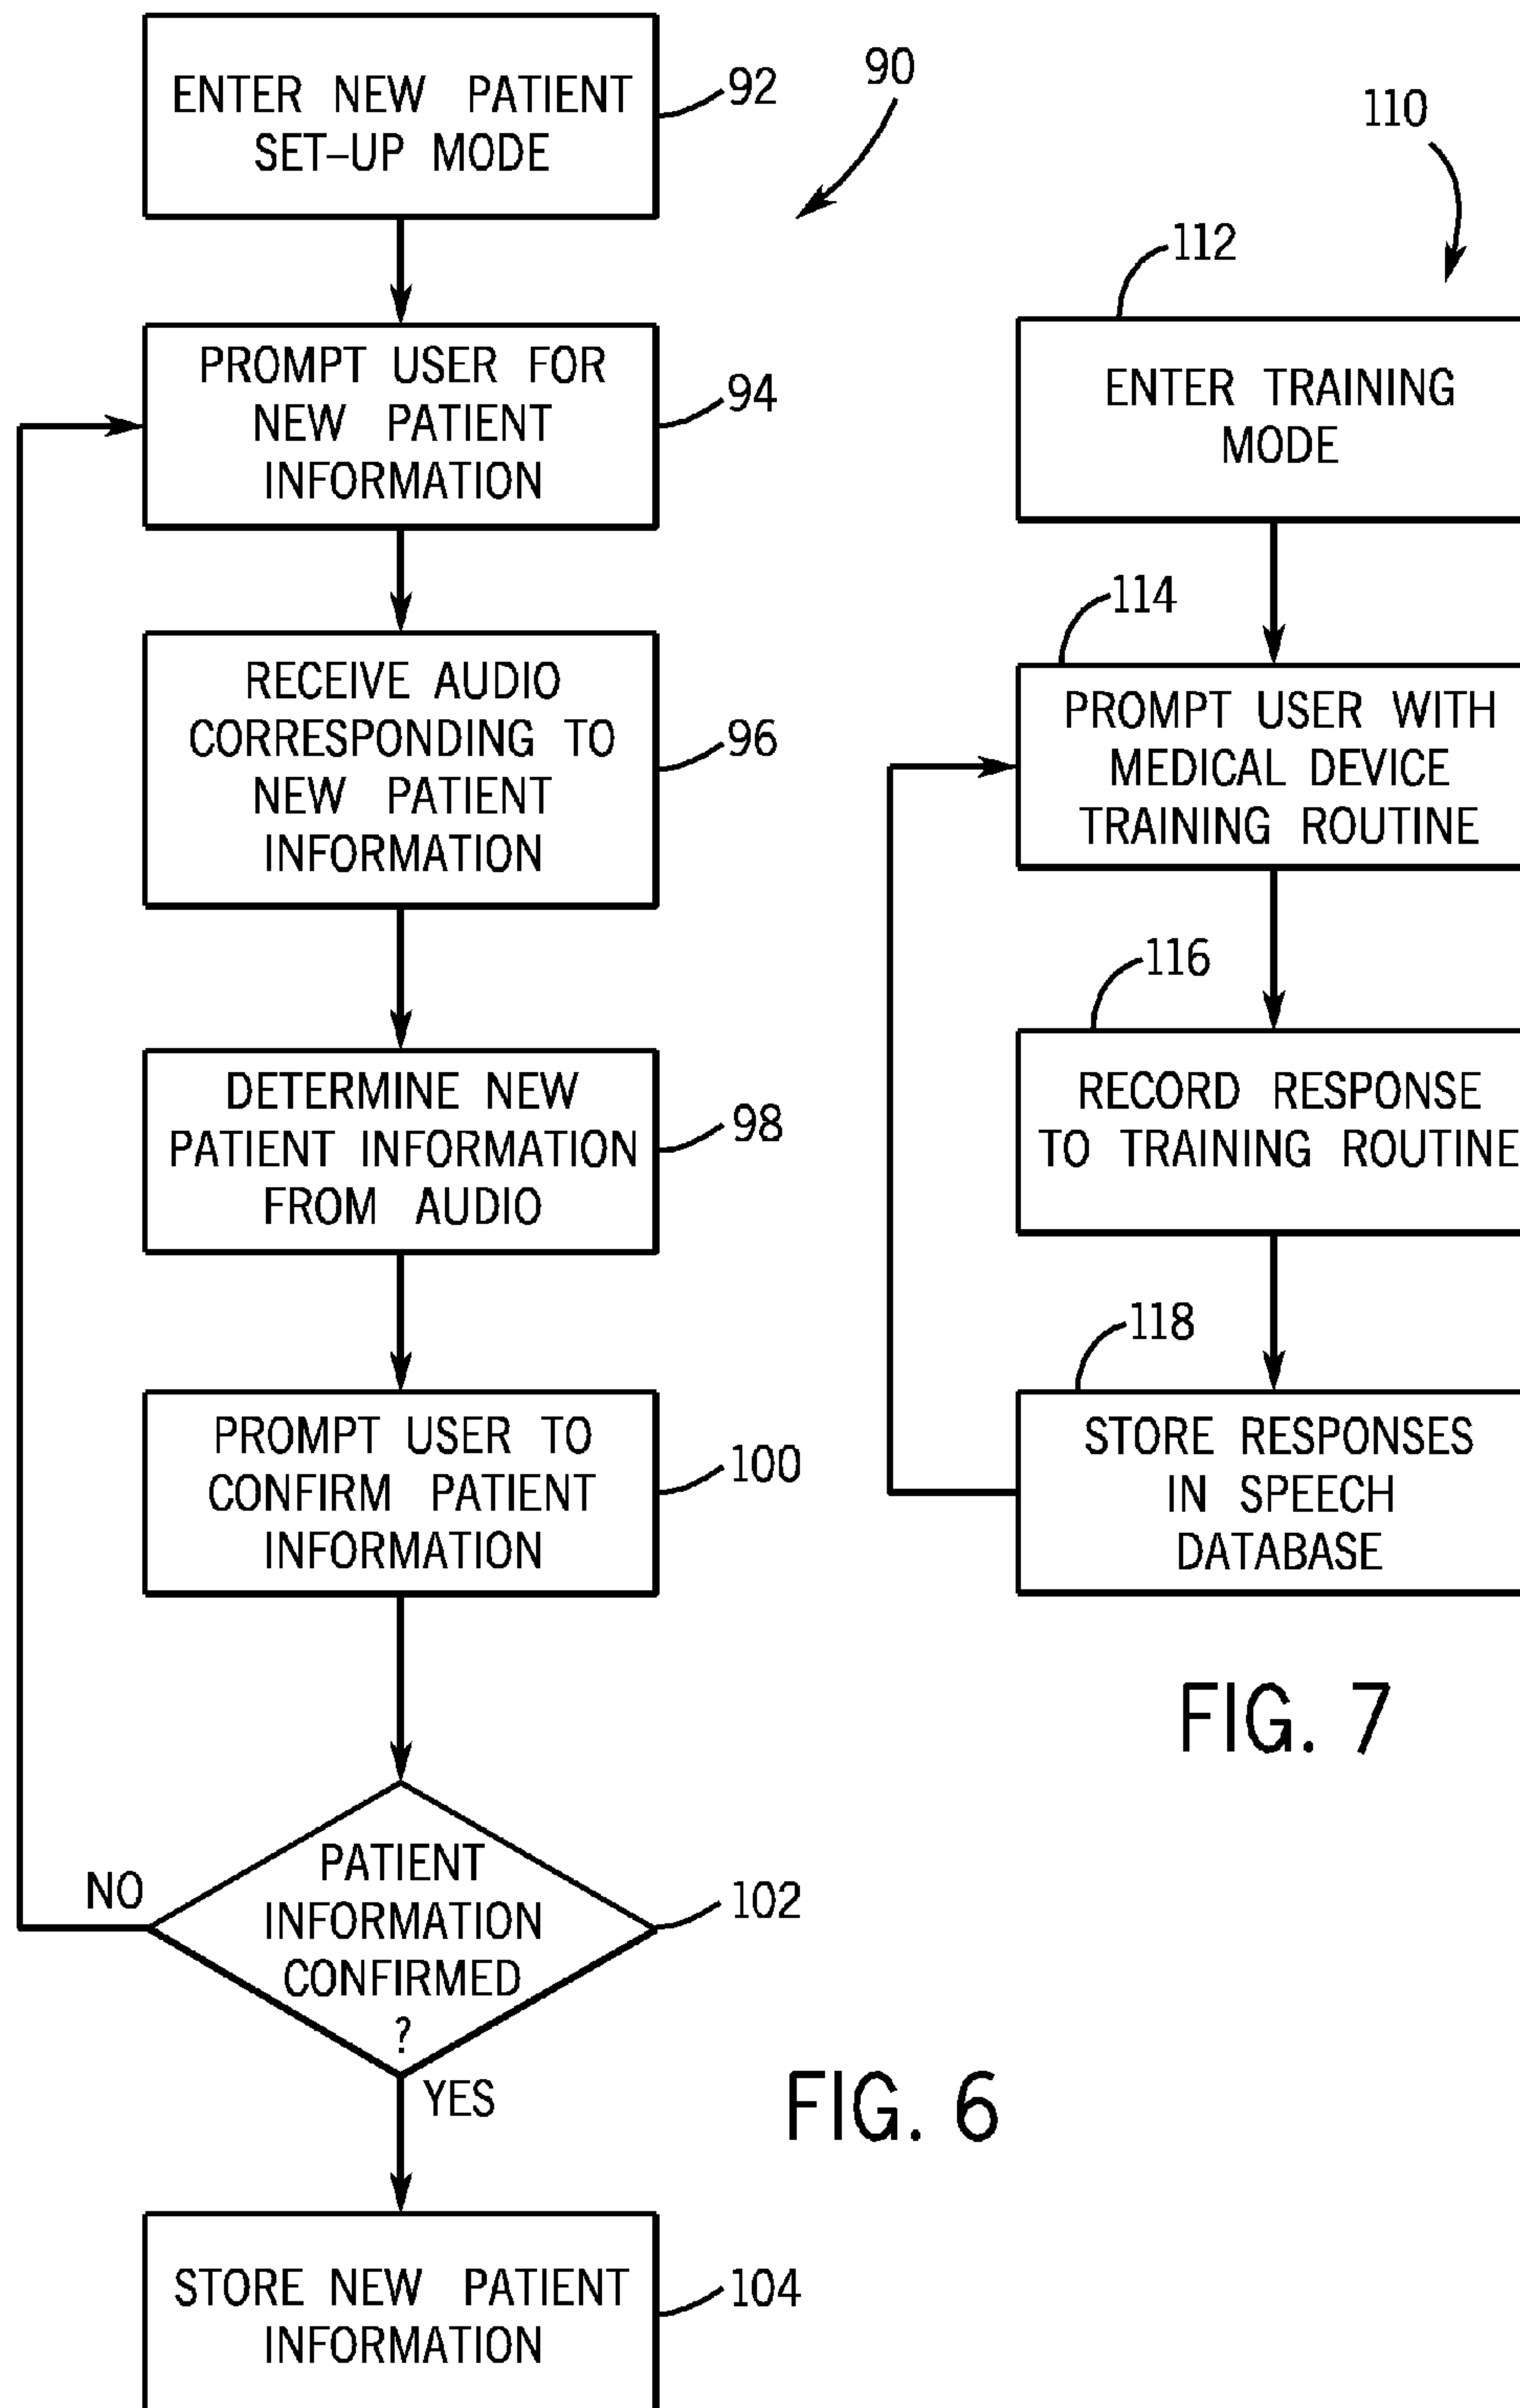 ENTER NEW PATIENT
SET-UP MODE
92
90
PROMPT USER FOR
NEW PATIENT
INFORMATION
94
RECEIVE AUDIO
CORRESPONDING TO
NEW PATIENT
INFORMATION
96
DETERMINE NEW
PATIENT INFORMATION
FROM AUDIO
98
PROMPT USER TO
CONFIRM PATIENT
INFORMATION
100
PATIENT
INFORMATION
CONFIRMED
?
102
NO
YES
STORE NEW PATIENT
INFORMATION
104
FIG. 6
110
112
ENTER TRAINING
MODE
114
PROMPT USER WITH
MEDICAL DEVICE
TRAINING ROUTINE
116
RECORD RESPONSE
TO TRAINING ROUTINE
118
STORE RESPONSES
IN SPEECH
DATABASE
FIG. 7